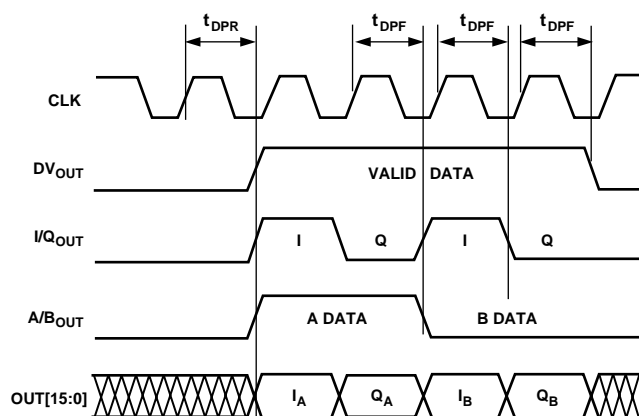 tDPR tDPF tDPF tDPF
CLK
DVOUT VALID DATA
I/QOUT I Q I Q
A/BOUT A DATA B DATA
OUT[15:0] IA QA IB QB